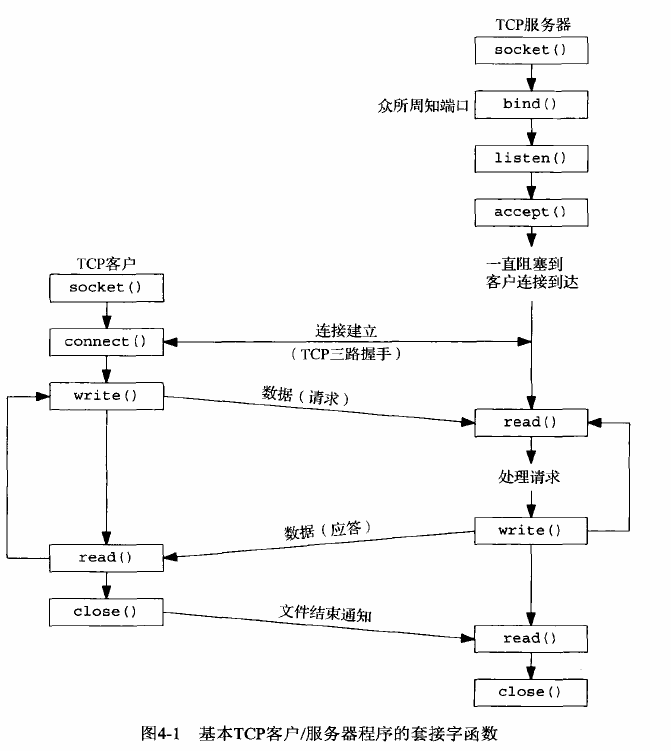 TCP服务器
socket()
众所周知端口
bind()
listen()
accept()
一直阻塞到
客户连接到达
TCP客户
socket()
connect()
连接建立
(TCP三路握手)
write()
数据(请求)
read()
处理请求
write()
数据(应答)
read()
close()
文件结束通知
read()
close()
图4-1 基本TCP客户/服务器程序的套接字函数